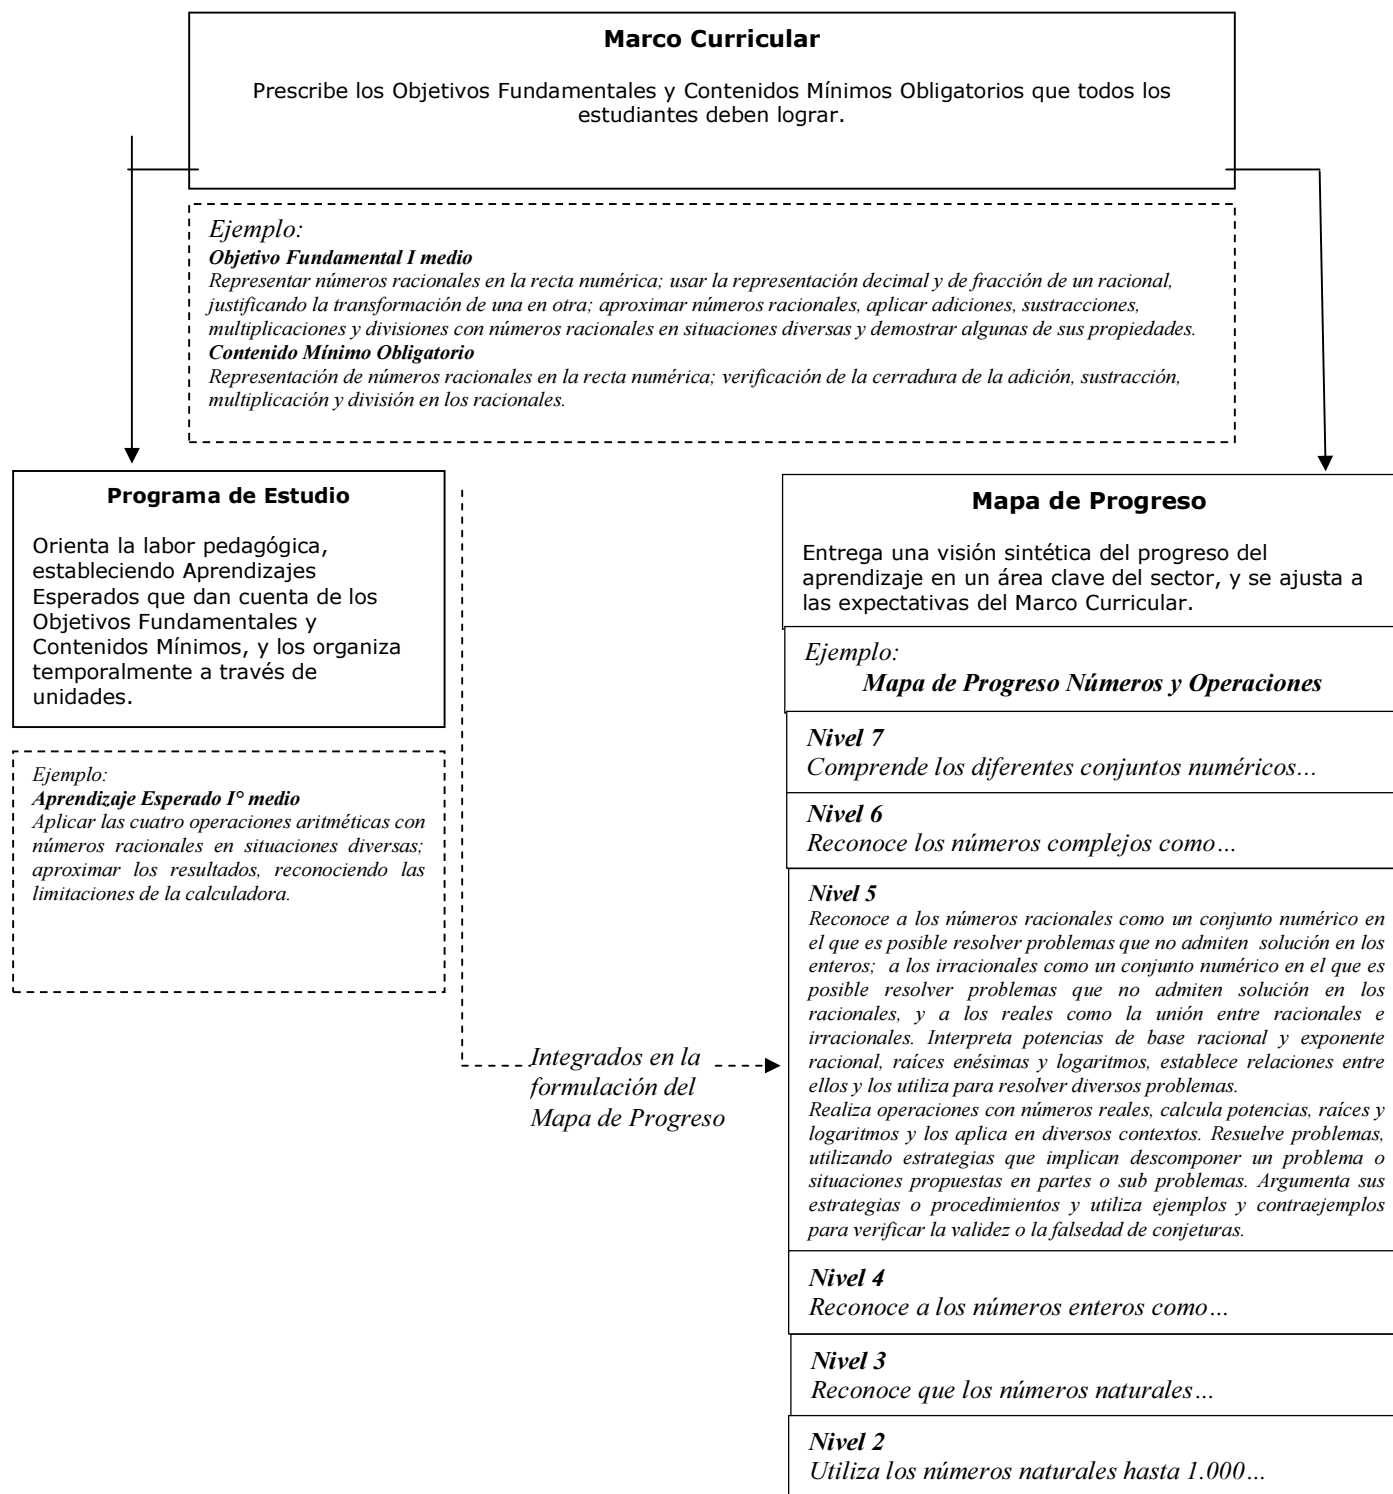 Marco Curricular
Prescribe los Objetivos Fundamentales y Contenidos Mínimos Obligatorios que todos los
estudiantes deben lograr.
Ejemplo:
Objetivo Fundamental I medio
Representar números racionales en la recta numérica; usar la representación decimal y de fracción de un racional,
justificando la transformación de una en otra; aproximar números racionales, aplicar adiciones, sustracciones,
multiplicaciones y divisiones con números racionales en situaciones diversas y demostrar algunas de sus propiedades.
Contenido Mínimo Obligatorio
Representación de números racionales en la recta numérica; verificación de la cerradura de la adición, sustracción,
multiplicación y división en los racionales.
Programa de Estudio
Orienta la labor pedagógica,
estableciendo Aprendizajes
Esperados que dan cuenta de los
Objetivos Fundamentales y
Contenidos Mínimos, y los organiza
temporalmente a través de
unidades.
Ejemplo:
Aprendizaje Esperado I° medio
Aplicar las cuatro operaciones aritméticas con
números racionales en situaciones diversas;
aproximar los resultados, reconociendo las
limitaciones de la calculadora.
Integrados en la
formulación del
Mapa de Progreso
Mapa de Progreso
Entrega una visión sintética del progreso del
aprendizaje en un área clave del sector, y se ajusta a
las expectativas del Marco Curricular.
Ejemplo:
Mapa de Progreso Números y Operaciones
Nivel 7
Comprende los diferentes conjuntos numéricos…
Nivel 6
Reconoce los números complejos como…
Nivel 5
Reconoce a los números racionales como un conjunto numérico en
el que es posible resolver problemas que no admiten solución en los
enteros; a los irracionales como un conjunto numérico en el que es
posible resolver problemas que no admiten solución en los
racionales, y a los reales como la unión entre racionales e
irracionales. Interpreta potencias de base racional y exponente
racional, raíces enésimas y logaritmos, establece relaciones entre
ellos y los utiliza para resolver diversos problemas.
Realiza operaciones con números reales, calcula potencias, raíces y
logaritmos y los aplica en diversos contextos. Resuelve problemas,
utilizando estrategias que implican descomponer un problema o
situaciones propuestas en partes o sub problemas. Argumenta sus
estrategias o procedimientos y utiliza ejemplos y contraejemplos
para verificar la validez o la falsedad de conjeturas.
Nivel 4
Reconoce a los números enteros como…
Nivel 3
Reconoce que los números naturales…
Nivel 2
Utiliza los números naturales hasta 1.000…